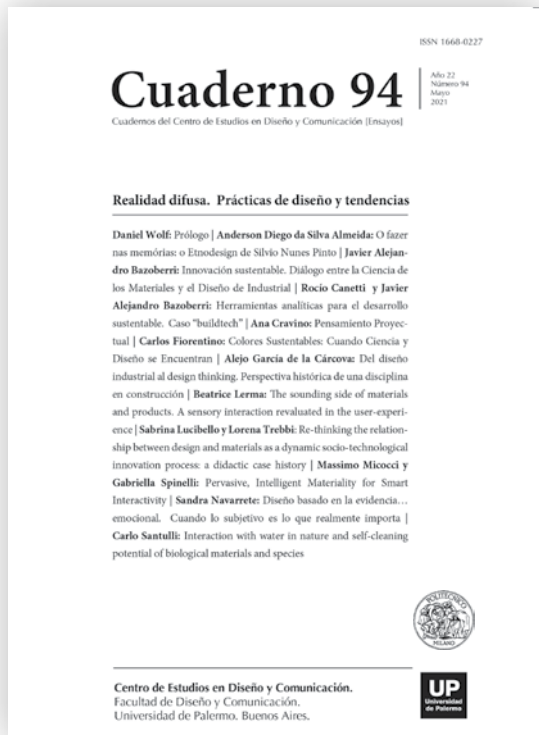 ISSN 1668-0227
Cuaderno 94
Año 22
Número 94
Mayo
2021
Cuadernos del Centro de Estudios en Diseño y Comunicación [Ensayos]
Realidad difusa. Prácticas de diseño y tendencias
Daniel Wolf: Prólogo | Anderson Diego da Silva Almeida: O fazer
nas memórias: o Etnodesign de Silvio Nunes Pinto | Javier Alejan-
dro Bazoberri: Innovación sustentable. Diálogo entre la Ciencia de
los Materiales y el Diseño de Industrial | Rocío Canetti y Javier
Alejandro Bazoberri: Herramientas analíticas para el desarrollo
sustentable. Caso "buildtech" | Ana Cravino: Pensamiento Proyec-
tual | Carlos Fiorentino: Colores Sustentables: Cuando Ciencia y
Diseño se Encuentran | Alejo García de la Cárcova: Del diseño
industrial al design thinking. Perspectiva histórica de una disciplina
en construcción | Beatrice Lerma: The sounding side of materials
and products. A sensory interaction revaluated in the user-experi-
ence | Sabrina Lucibello y Lorena Trebbi: Re-thinking the relation-
ship between design and materials as a dynamic socio-technological
innovation process: a didactic case history | Massimo Micocci y
Gabriella Spinelli: Pervasive, Intelligent Materiality for Smart
Interactivity | Sandra Navarrete: Diseño basado en la evidencia…
emocional. Cuando lo subjetivo es lo que realmente importa |
Carlo Santulli: Interaction with water in nature and self-cleaning
potential of biological materials and species
POLITECNICO
MILANO
Centro de Estudios en Diseño y Comunicación.
Facultad de Diseño y Comunicación.
Universidad de Palermo. Buenos Aires.
UP
Universidad
de Palermo